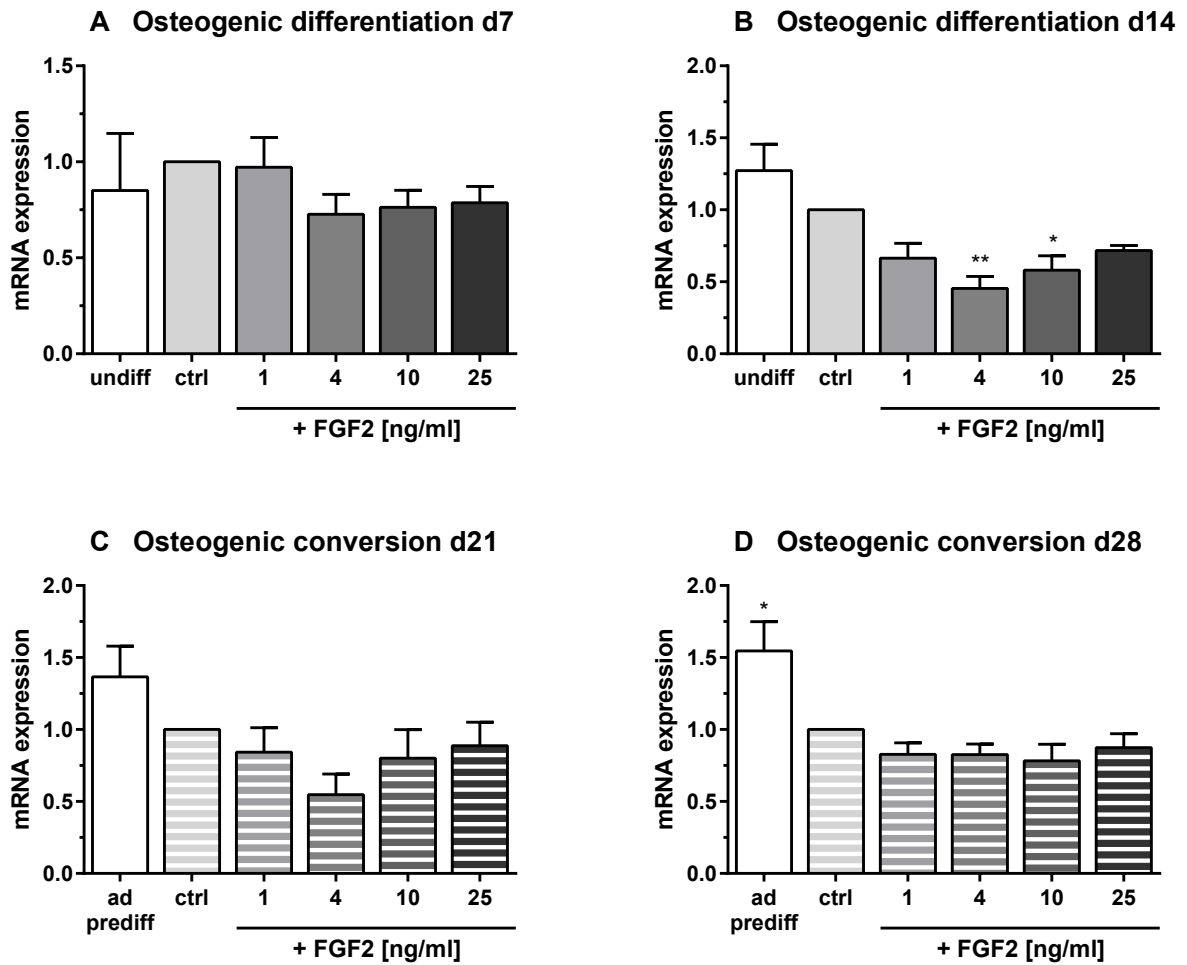 A Osteogenic differentiation d7
mRNA expression
1.5
1.0
0.5
0.0
undiff ctrl 1 4 10 25
+ FGF2 [ng/ml]
B Osteogenic differentiation d14
mRNA expression
2.0
1.5
1.0
0.5
0.0
**
*
undiff ctrl 1 4 10 25
+ FGF2 [ng/ml]
C Osteogenic conversion d21
mRNA expression
2.0
1.5
1.0
0.5
0.0
ad ctrl 1 4 10 25
prediff
+ FGF2 [ng/ml]
D Osteogenic conversion d28
mRNA expression
2.0
1.5
1.0
0.5
0.0
*
ad ctrl 1 4 10 25
prediff
+ FGF2 [ng/ml]